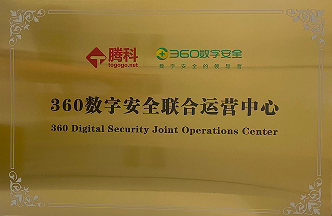 腾科 360数字安全
togogo.net 数字安全的领导者
360数字安全联合运营中心
360 Digital Security Joint Operations Center